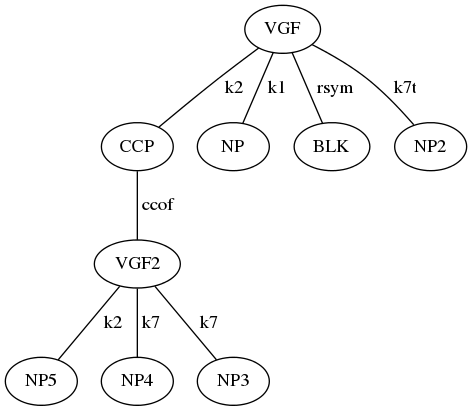 VGF
k2 k1 rsym k7t
CCP NP BLK NP2
ccof
VGF2
k2 k7 k7
NP5 NP4 NP3